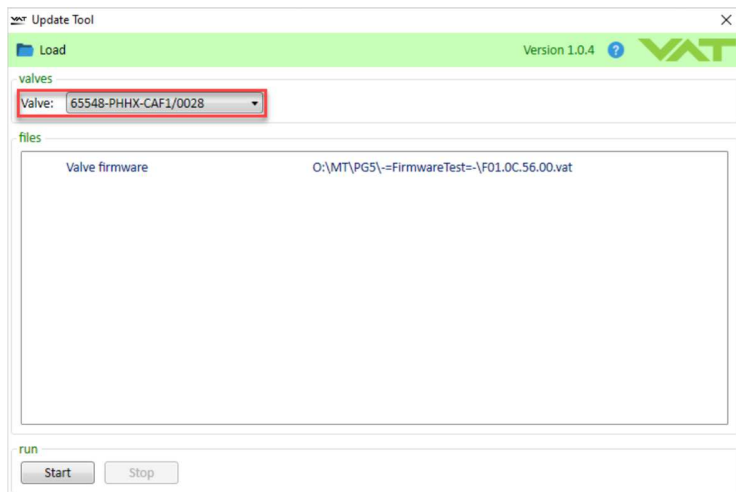 VAT Update Tool
Load Version 1.0.4 ? VAT
valves
Valve: 65548-PHHX-CAF1/0028
files
Valve firmware O:\MT\PG5\-=FirmwareTest=-\F01.0C.56.00.vat
run
Start Stop